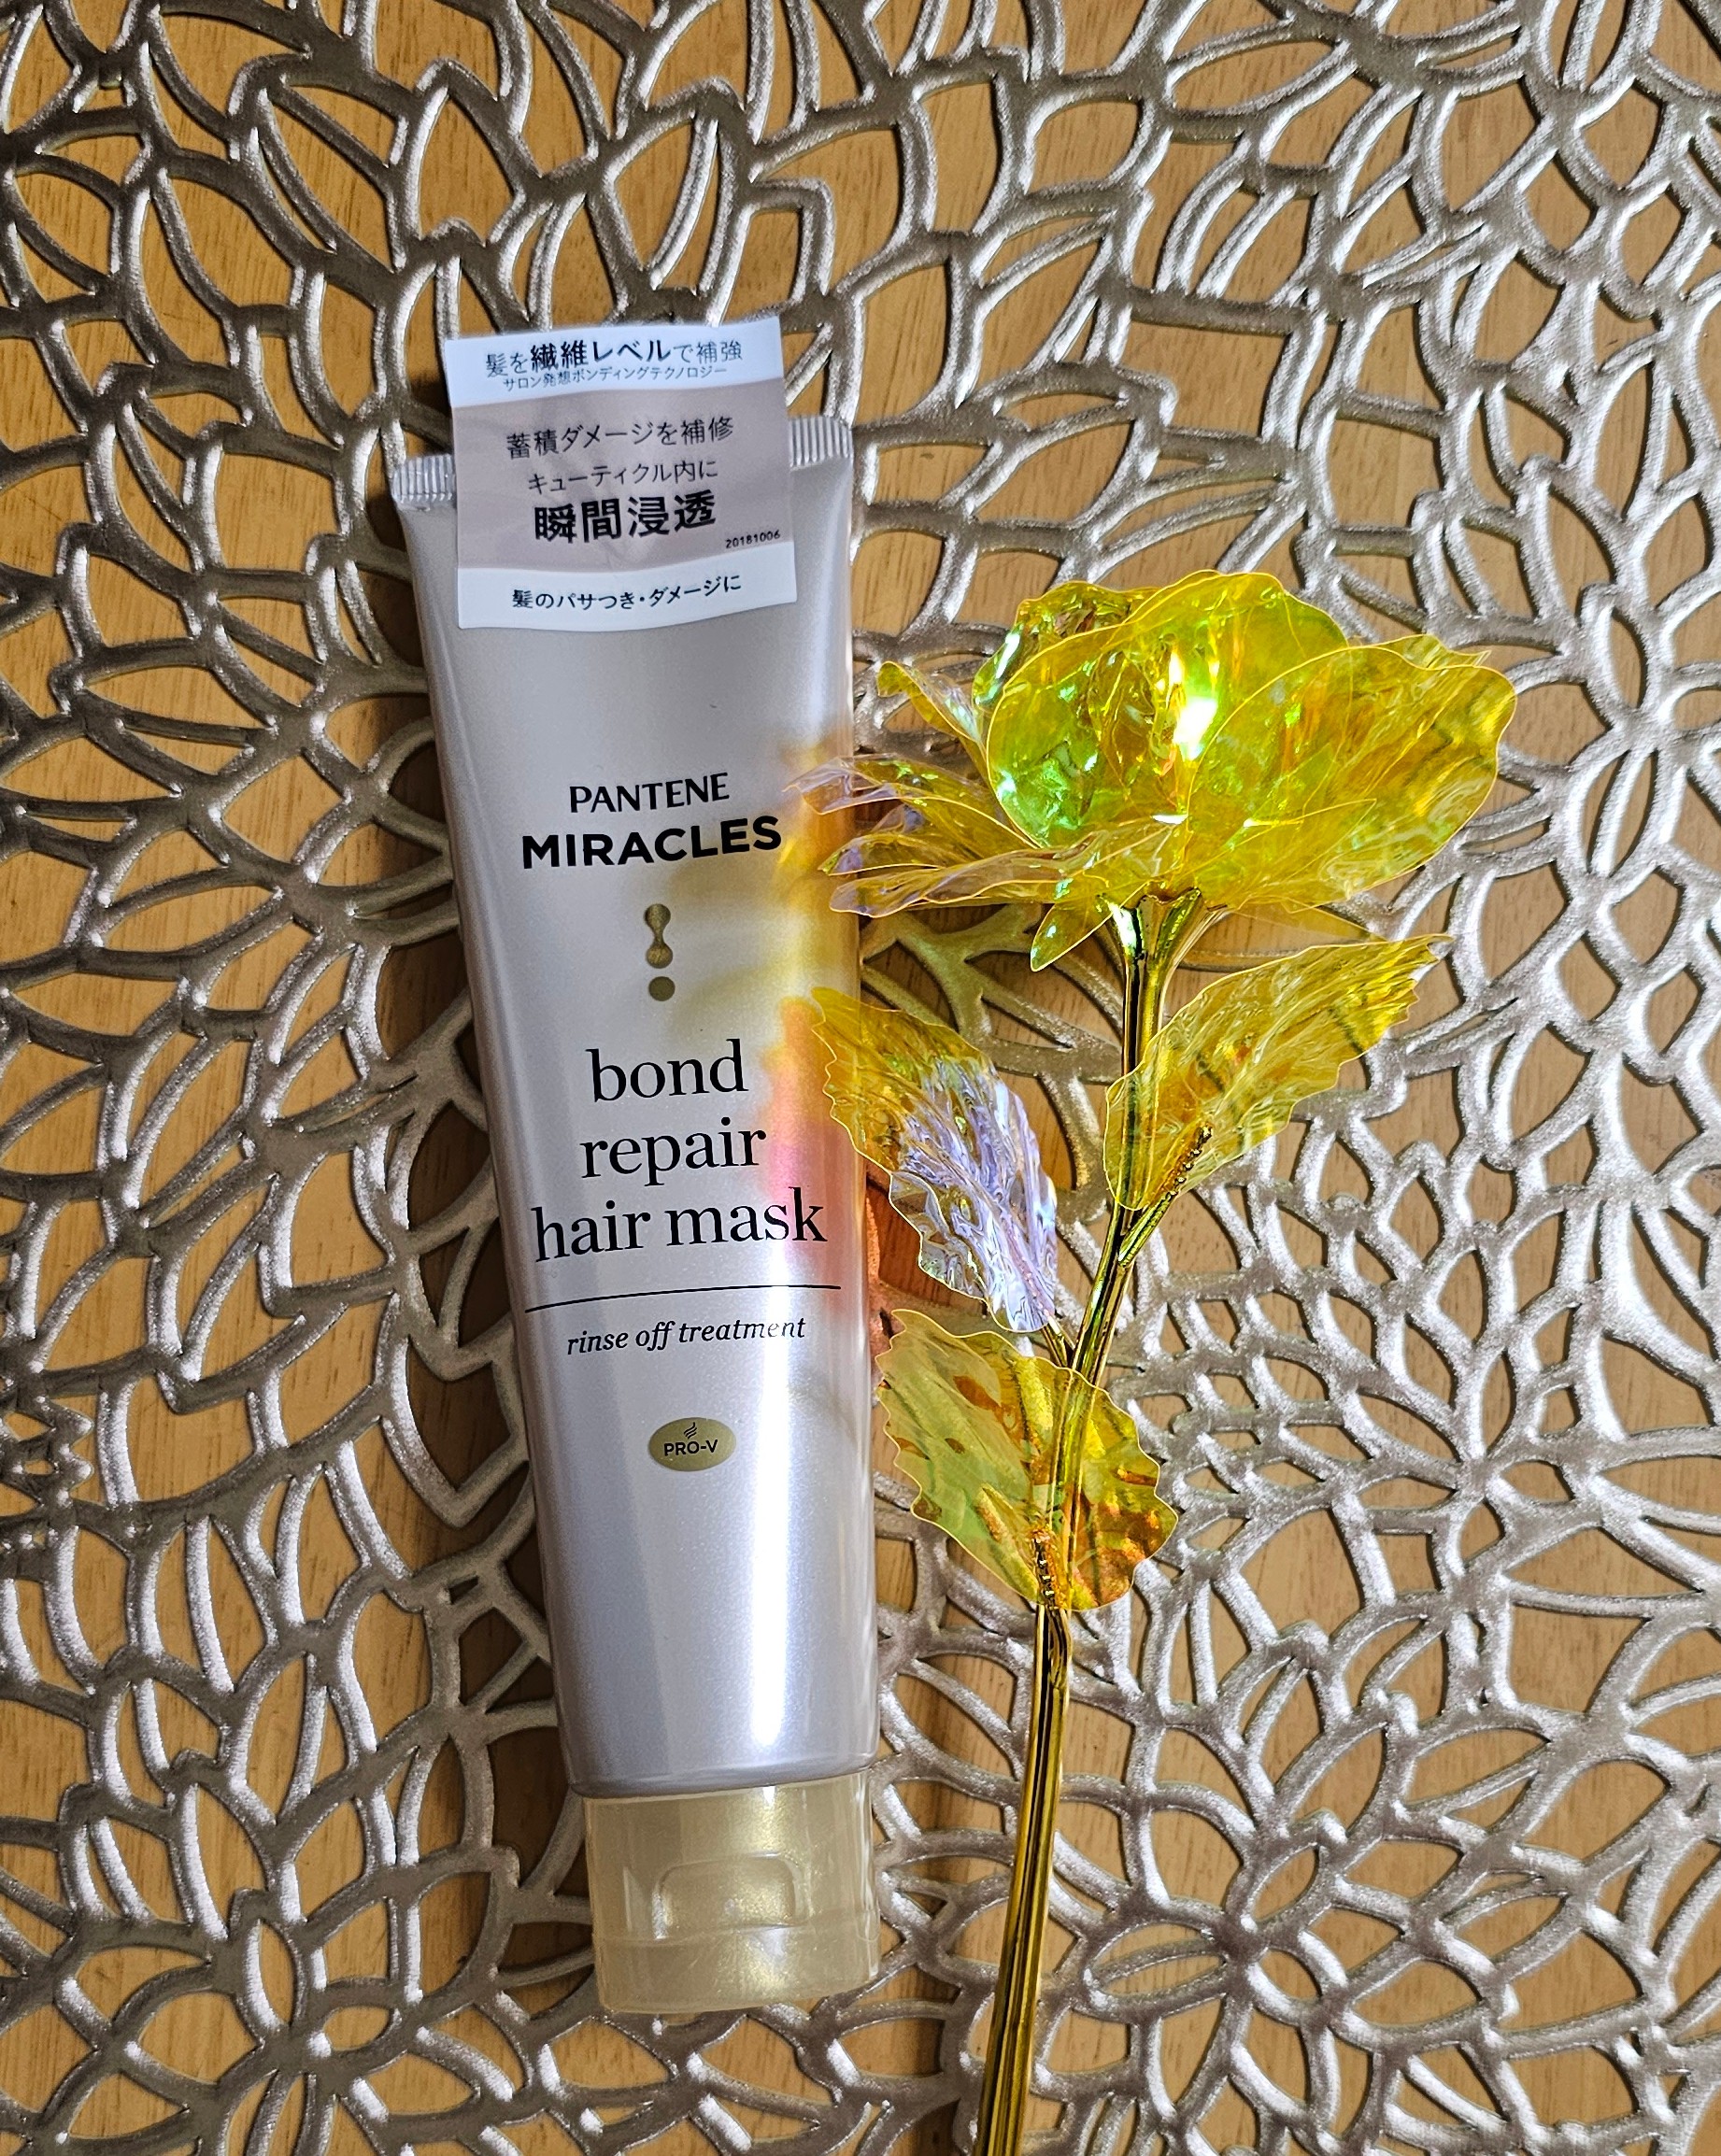 髪を繊維レベルで補強
サロン発想ボンディングテクノロジー
蓄積ダメージを補修
キューティクル内に
瞬間浸透
20181006
髪のパサつき・ダメージに
PANTENE
MIRACLES
bond
repair
hair mask
rinse off treatment
PRO-V